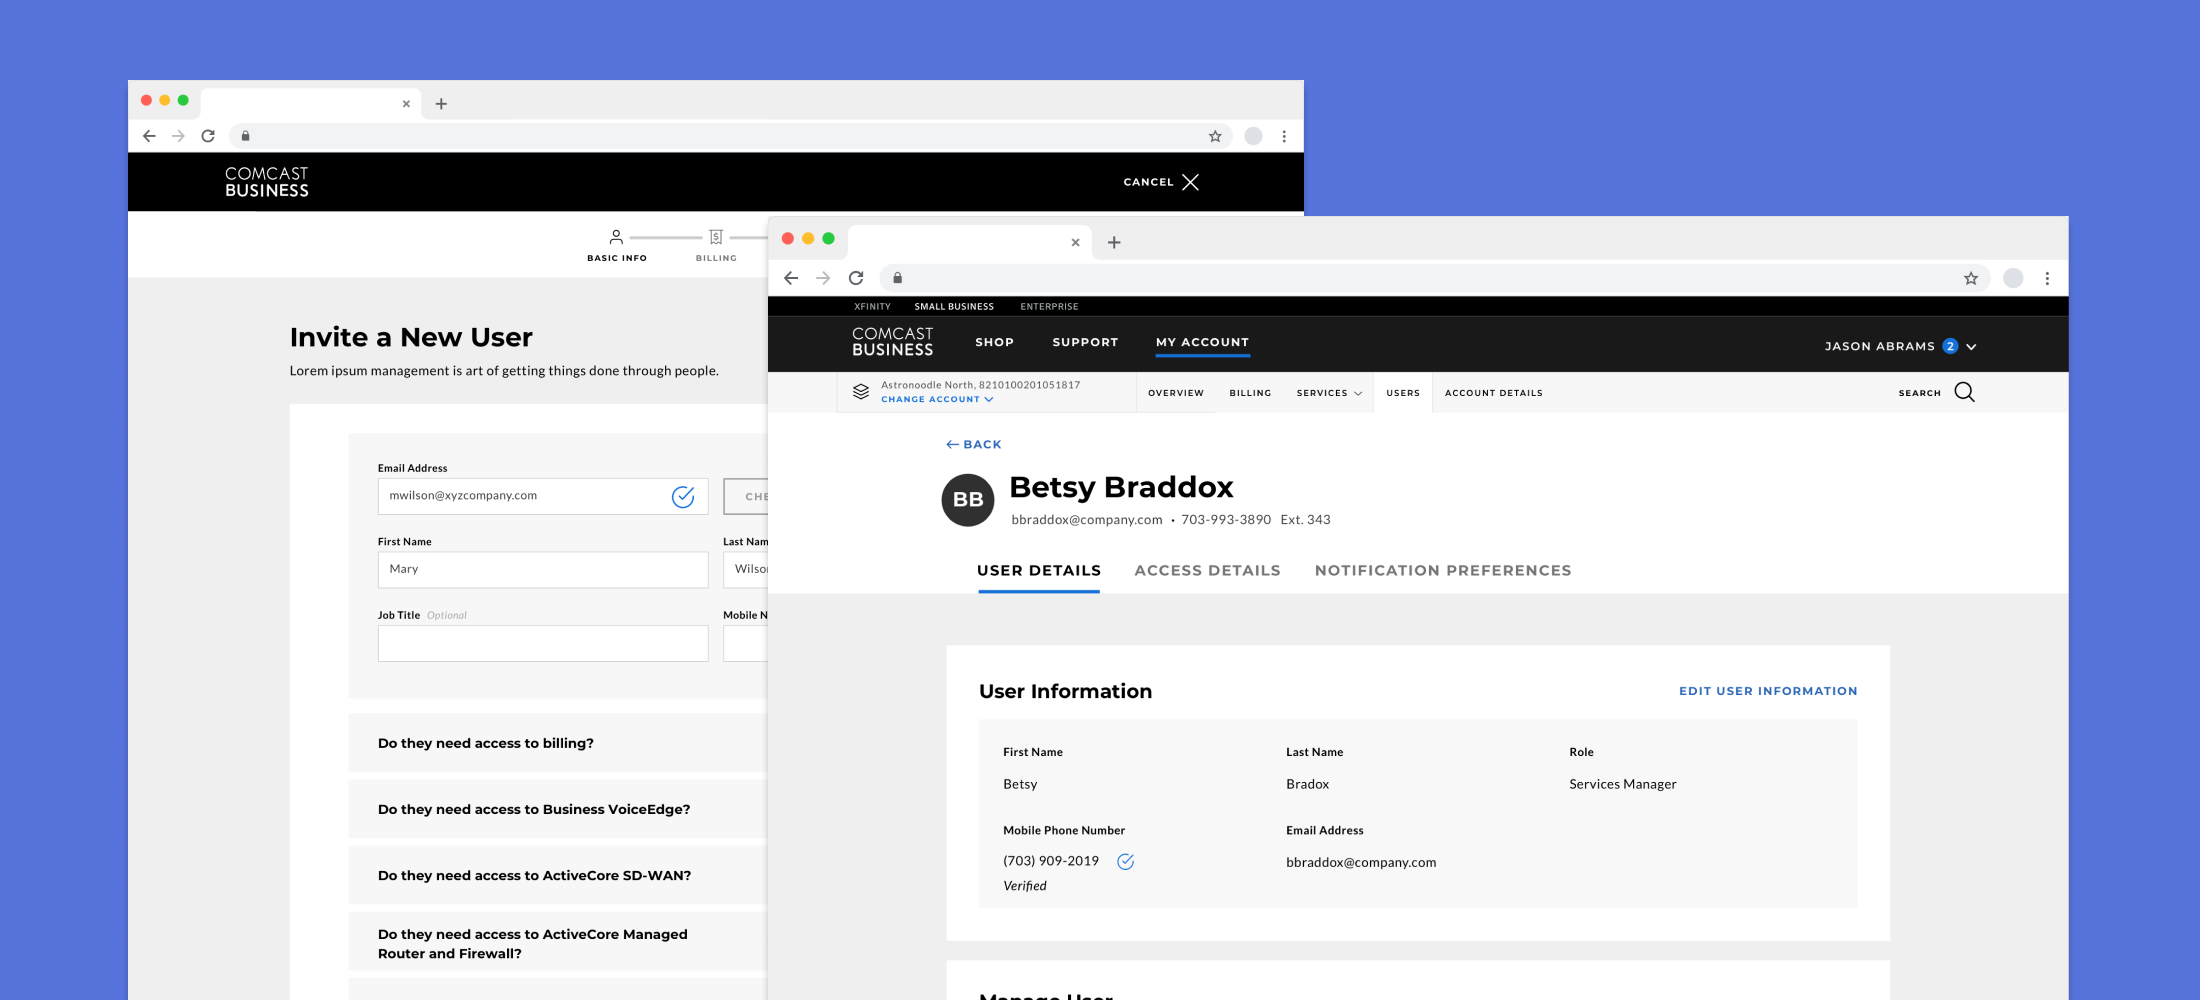 COMCAST
BUSINESS
CANCEL
BASIC INFO
BILLING
Invite a New User
Lorem ipsum management is art of getting things done through people.
Email Address
mwilson@xyzcompany.com
CHE
First Name
Last Nam
Mary
Wilso
Job Title Optional
Mobile N
Do they need access to billing?
Do they need access to Business VoiceEdge?
Do they need access to ActiveCore SD-WAN?
Do they need access to ActiveCore Managed
Router and Firewall?
XFINITY SMALL BUSINESS ENTERPRISE
COMCAST
BUSINESS
SHOP SUPPORT MY ACCOUNT
JASON ABRAMS 2
Astronoodle North, 8210100201051817
CHANGE ACCOUNT
OVERVIEW BILLING SERVICES USERS ACCOUNT DETAILS
SEARCH
BACK
BB
Betsy Braddox
bbraddox@company.com • 703-993-3890 Ext. 343
USER DETAILS ACCESS DETAILS NOTIFICATION PREFERENCES
User Information
EDIT USER INFORMATION
First Name Last Name Role
Betsy Bradox Services Manager
Mobile Phone Number Email Address
(703) 909-2019 bbraddox@company.com
Verified
Manage User